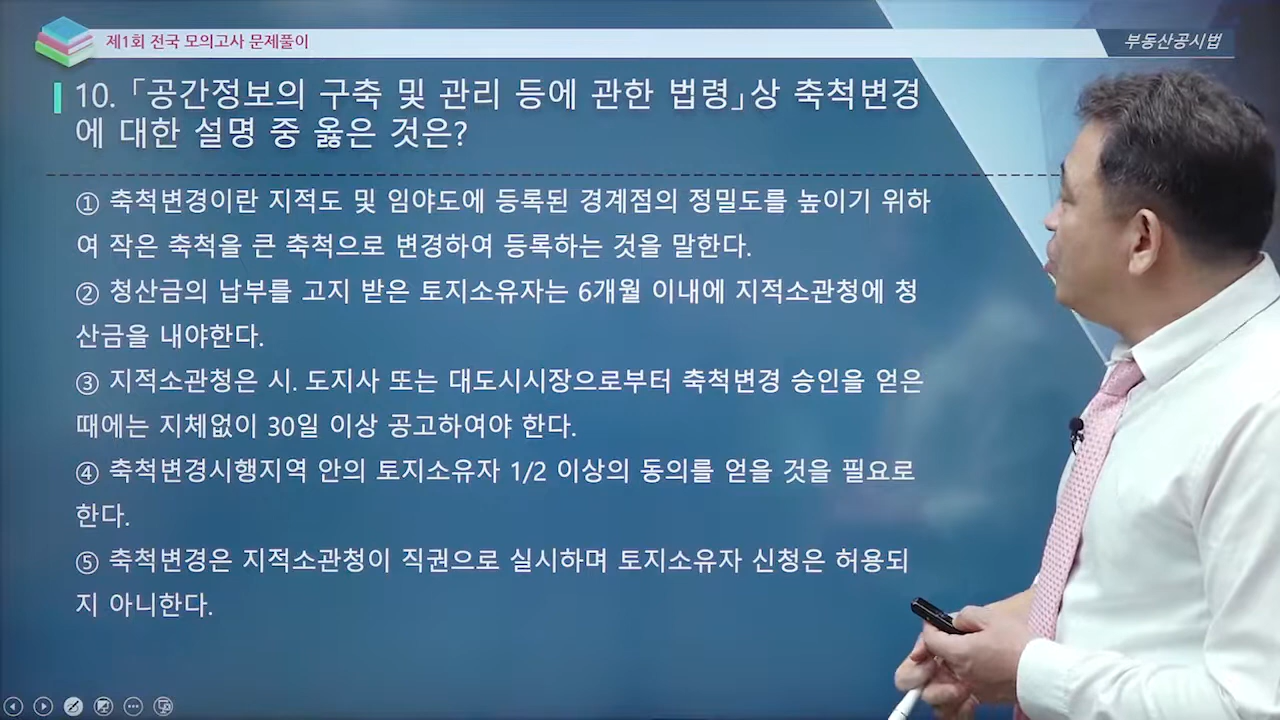 제1회 전국 모의고사 문제풀이
부동산공시법
10. 「공간정보의 구축 및 관리 등에 관한 법령」상 축척변경
에 대한 설명 중 옳은 것은?
① 축척변경이란 지적도 및 임야도에 등록된 경계점의 정밀도를 높이기 위하
여 작은 축척을 큰 축척으로 변경하여 등록하는 것을 말한다.
② 청산금의 납부를 고지 받은 토지소유자는 6개월 이내에 지적소관청에 청
산금을 내야한다.
③ 지적소관청은 시. 도지사 또는 대도시시장으로부터 축척변경 승인을 얻은
때에는 지체없이 30일 이상 공고하여야 한다.
④ 축척변경시행지역 안의 토지소유자 1/2 이상의 동의를 얻을 것을 필요로
한다.
⑤ 축척변경은 지적소관청이 직권으로 실시하며 토지소유자 신청은 허용되
지 아니한다.